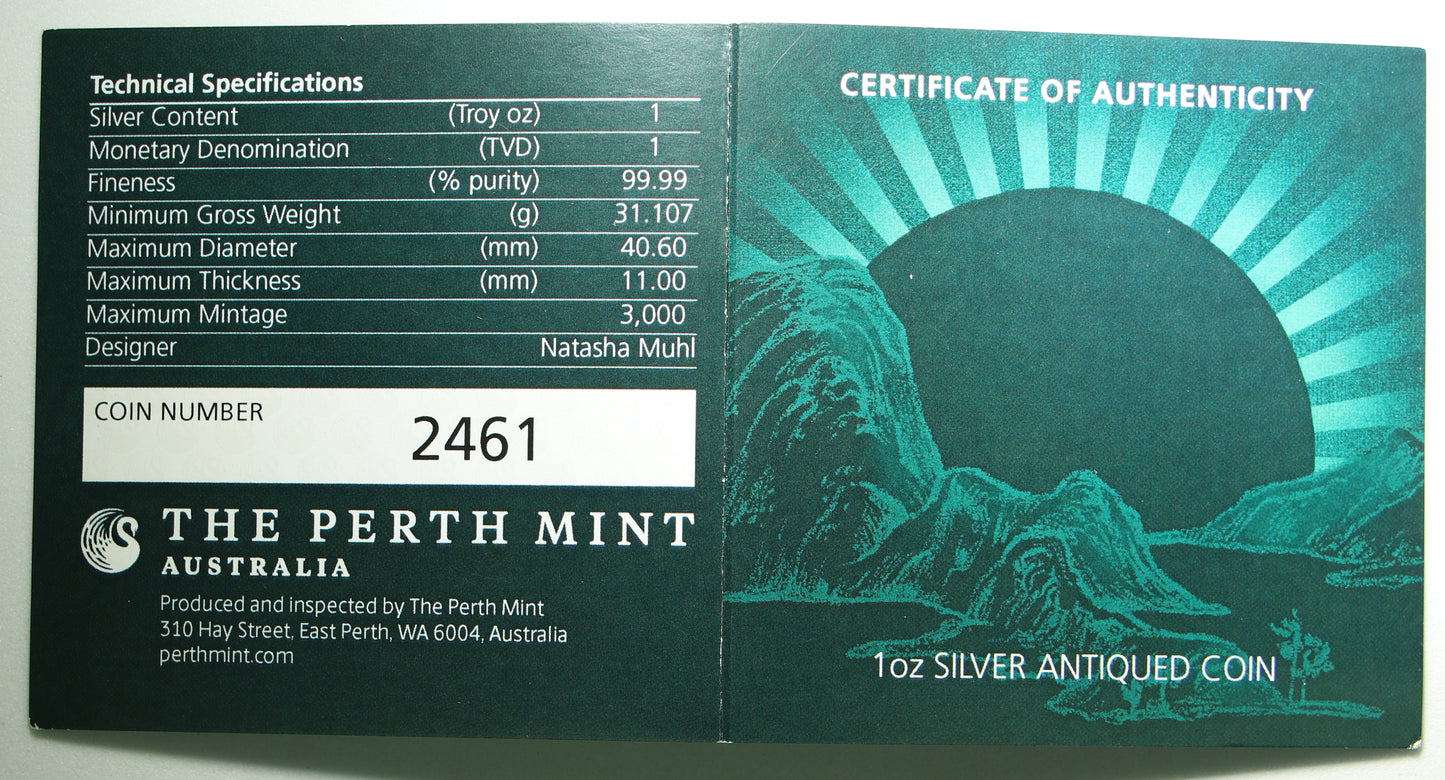 Technical Specifications
Silver Content (Troy oz) 1
Monetary Denomination (TVD) 1
Fineness (% purity) 99.99
Minimum Gross Weight (g) 31.107
Maximum Diameter (mm) 40.60
Maximum Thickness (mm) 11.00
Maximum Mintage 3,000
Designer Natasha Muhl
COIN NUMBER
2461
THE PERTH MINT
AUSTRALIA
Produced and inspected by The Perth Mint
310 Hay Street, East Perth, WA 6004, Australia
perthmint.com
CERTIFICATE OF AUTHENTICITY
1oz SILVER ANTIQUED COIN